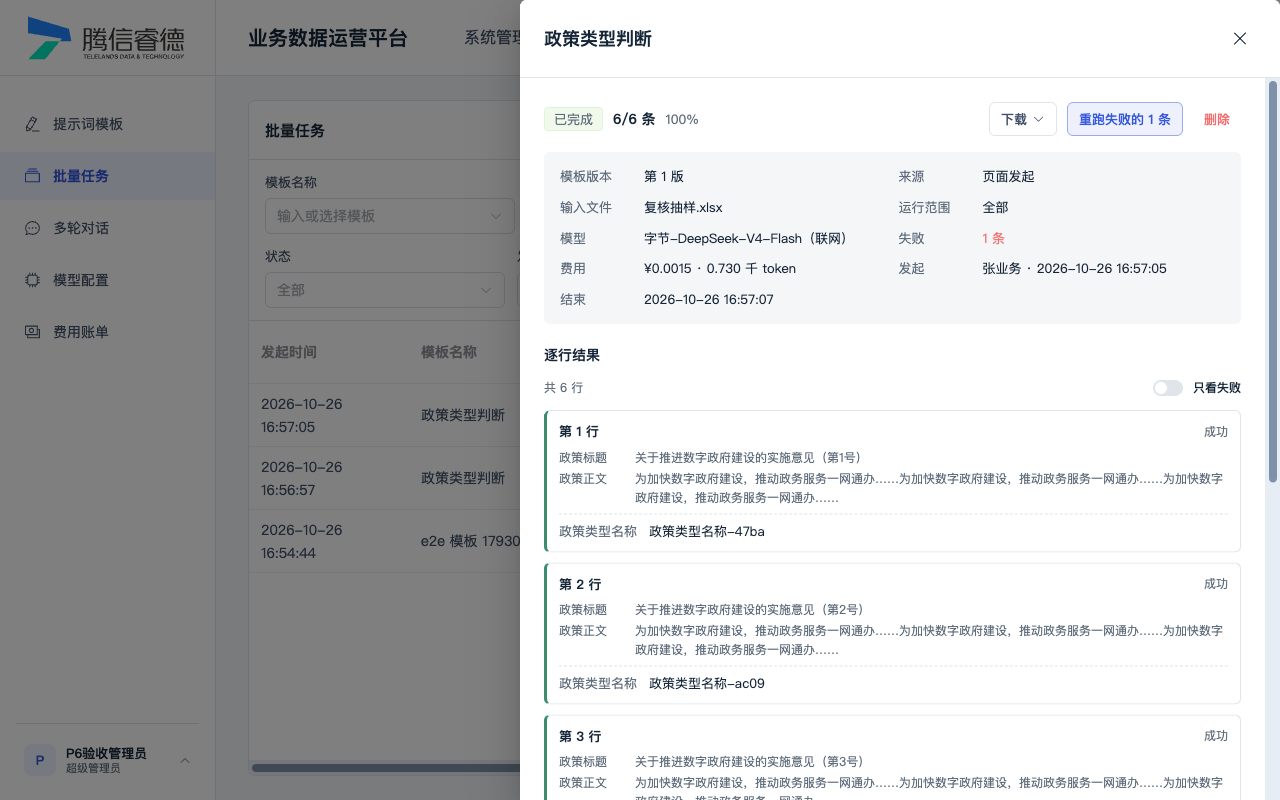 腾信睿德
TELELANDS DATA & TECHNOLOGY
业务数据运营平台
系统管理
提示词模板
批量任务
多轮对话
模型配置
费用账单
P
P6验收管理员
超级管理员
批量任务
模板名称
输入或选择模板
状态
全部
发起时间
模板名称
2026-10-26
16:57:05
政策类型判断
2026-10-26
16:56:57
政策类型判断
2026-10-26
16:54:44
e2e 模板 17930
政策类型判断
已完成 6/6 条 100%
下载
重跑失败的 1 条
删除
模板版本 第 1 版 来源 页面发起
输入文件 复核抽样.xlsx 运行范围 全部
模型 字节-DeepSeek-V4-Flash（联网） 失败 1 条
费用 ¥0.0015 · 0.730 千 token 发起 张业务 · 2026-10-26 16:57:05
结束 2026-10-26 16:57:07
逐行结果
共 6 行 只看失败
第 1 行 成功
政策标题 关于推进数字政府建设的实施意见（第1号）
政策正文 为加快数字政府建设，推动政务服务一网通办……为加快数字政府建设，推动政务服务一网通办……为加快数字
政府建设，推动政务服务一网通办……
政策类型名称 政策类型名称-47ba
第 2 行 成功
政策标题 关于推进数字政府建设的实施意见（第2号）
政策正文 为加快数字政府建设，推动政务服务一网通办……为加快数字政府建设，推动政务服务一网通办……为加快数字
政府建设，推动政务服务一网通办……
政策类型名称 政策类型名称-ac09
第 3 行 成功
政策标题 关于推进数字政府建设的实施意见（第3号）
政策正文 为加快数字政府建设，推动政务服务一网通办……为加快数字政府建设，推动政务服务一网通办……为加快数字